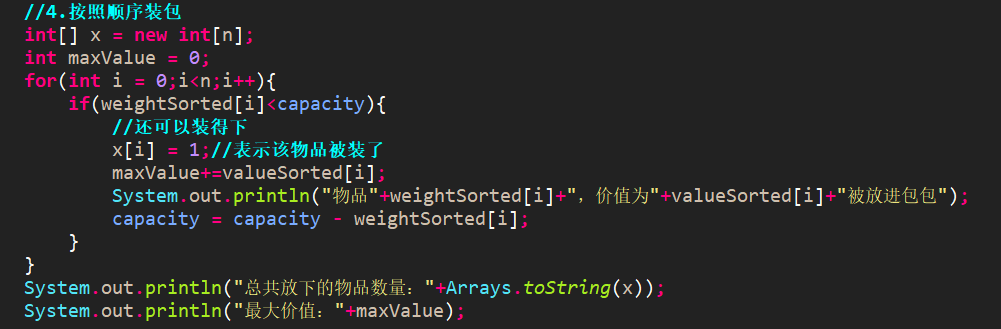 //4.按照顺序装包
int[] x = new int[n];
int maxValue = 0;
for(int i = 0;i<n;i++){
    if(weightSorted[i]<capacity){
        //还可以装得下
        x[i] = 1;//表示该物品被装了
        maxValue+=valueSorted[i];
        System.out.println("物品"+weightSorted[i]+"，价值为"+valueSorted[i]+"被放进包包");
        capacity = capacity - weightSorted[i];
    }
}
System.out.println("总共放下的物品数量："+Arrays.toString(x));
System.out.println("最大价值："+maxValue);